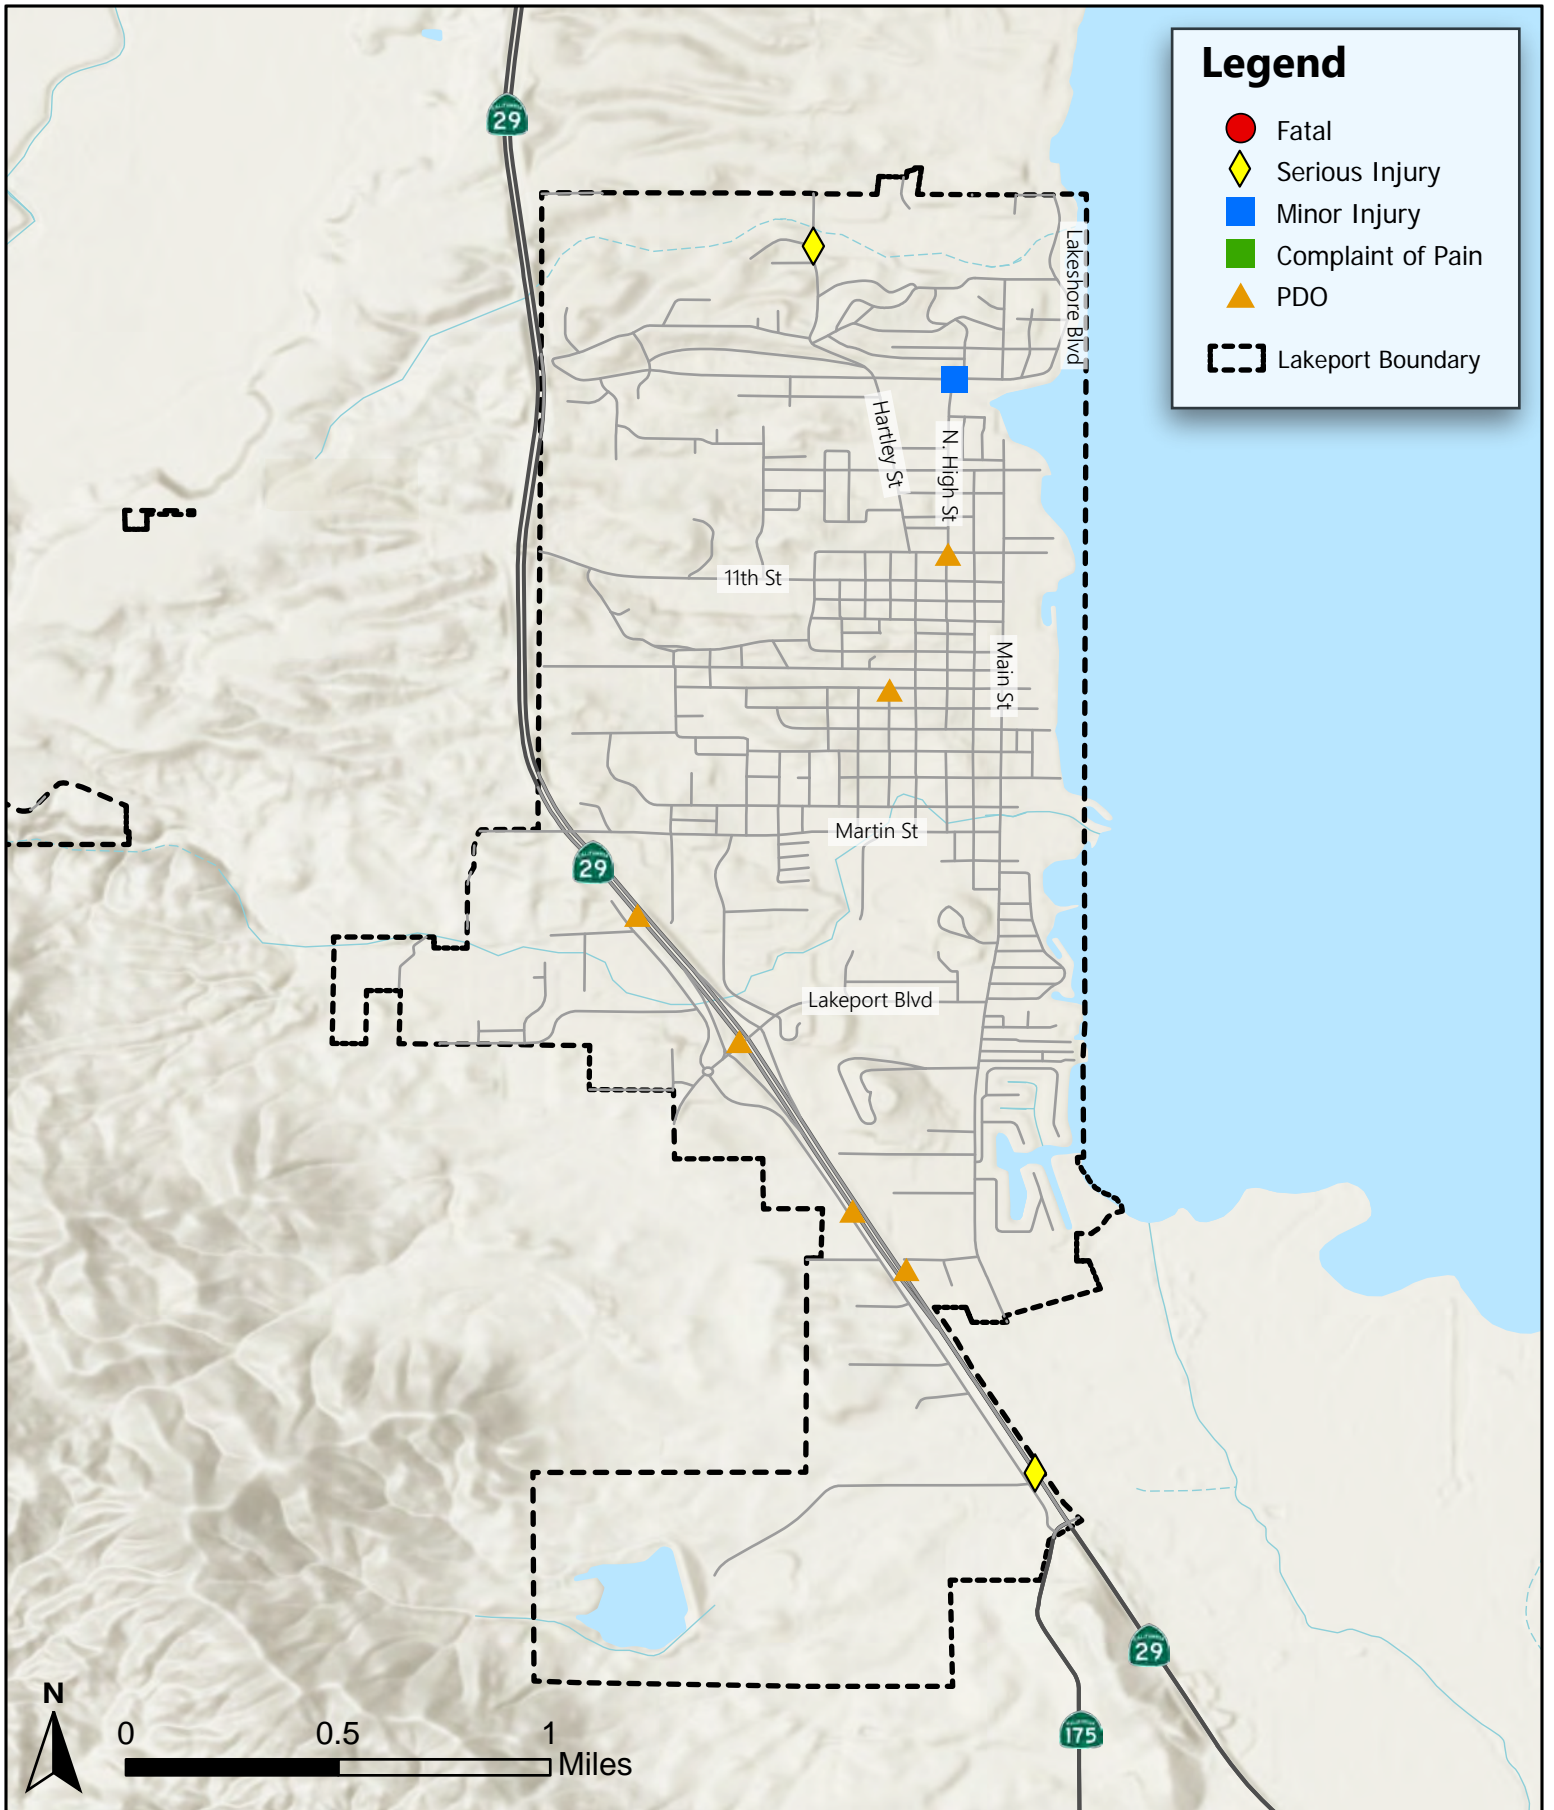 Legend
Fatal
Serious Injury
Minor Injury
Complaint of Pain
PDO
Lakeport Boundary
29
Lakeshore Blvd
Hartley St
N. High St
11th St
Main St
Martin St
29
Lakeport Blvd
29
175
N
0 0.5 1
Miles